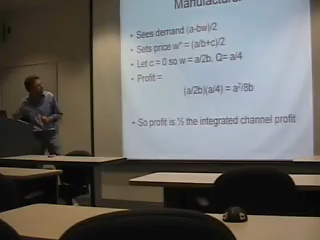 Manufacturer
• Sees demand (a-bw)/2
• Sets price w* = (a/b+c)/2
• Let c = 0 so w = a/2b, Q= a/4
• Profit =
(a/2b)(a/4) = a²/8b
• So profit is ½ the integrated channel profit